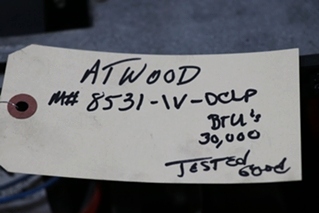 ATWOOD
M# 8531-IV-DCLP
BTU's
30,000
TESTED
GOOD